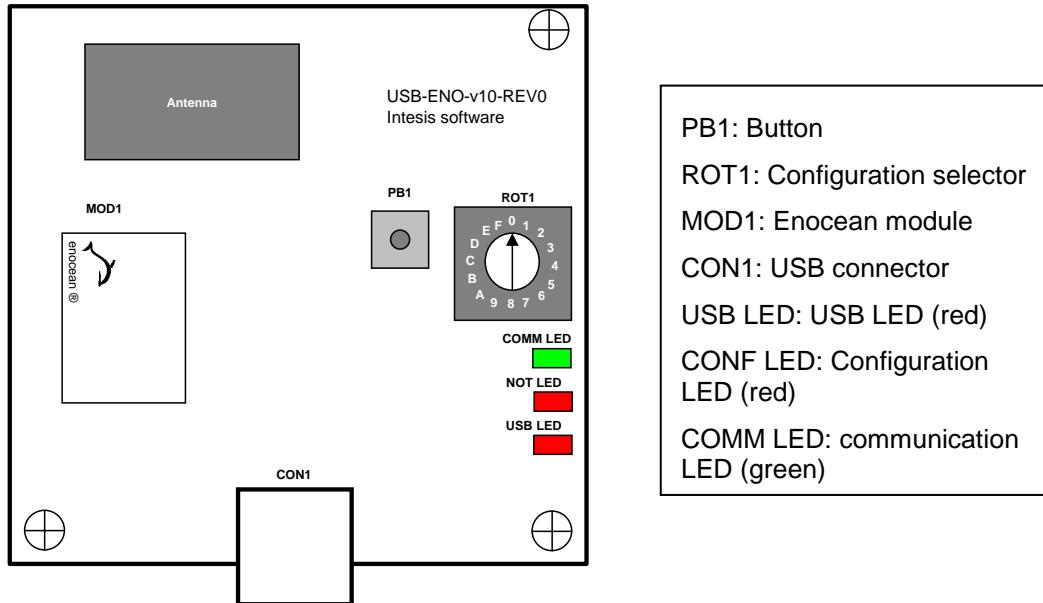 Antenna
USB-ENO-v10-REV0
Intesis software
PB1
ROT1
MOD1
enocean ®
0
1
2
3
4
5
6
7
8
9
A
B
C
D
E
F
COMM LED
NOT LED
USB LED
CON1
PB1: Button
ROT1: Configuration selector
MOD1: Enocean module
CON1: USB connector
USB LED: USB LED (red)
CONF LED: Configuration
LED (red)
COMM LED: communication
LED (green)